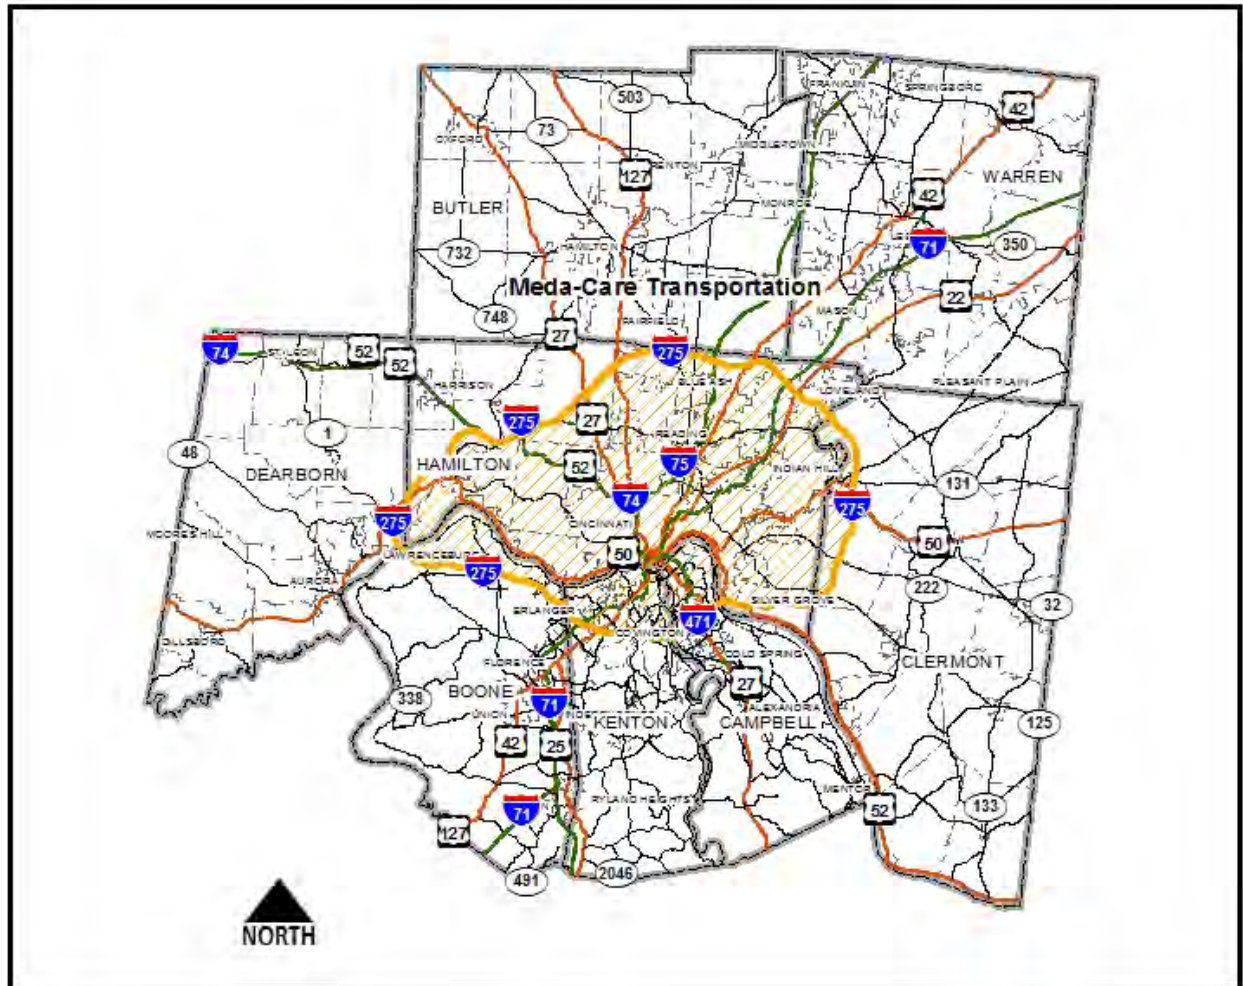 FRANKLIN
SPRINGBORO
503
42
73
OXFORD
MIDDLETOWN
127
WARREN
42
BUTLER
MONROE
HAMILTON
71
350
732
Meda-Care Transportation
22
748
MASON
FAIRFIELD
27
74
52
275
52
BLUE ASH
PLEASANT PLAIN
HARRISON
LOVELAND
275
27
1
READING
48
HAMILTON
52
75
INDIAN HILL
DEARBORN
131
74
275
275
CINCINNATI
MOORES HILL
50
50
LAWRENCEBURG
275
AURORA
222
SILVER GROVE
32
ERLANGER
471
COVINGTON
DILLSBORO
COLD SPRING
FLORENCE
CLERMONT
27
BOONE
338
71
ALEXANDRIA
UNION
KENTON
CAMPBELL
125
42
25
MENTOR
RYLAND HEIGHTS
71
52
133
127
2046
491
NORTH